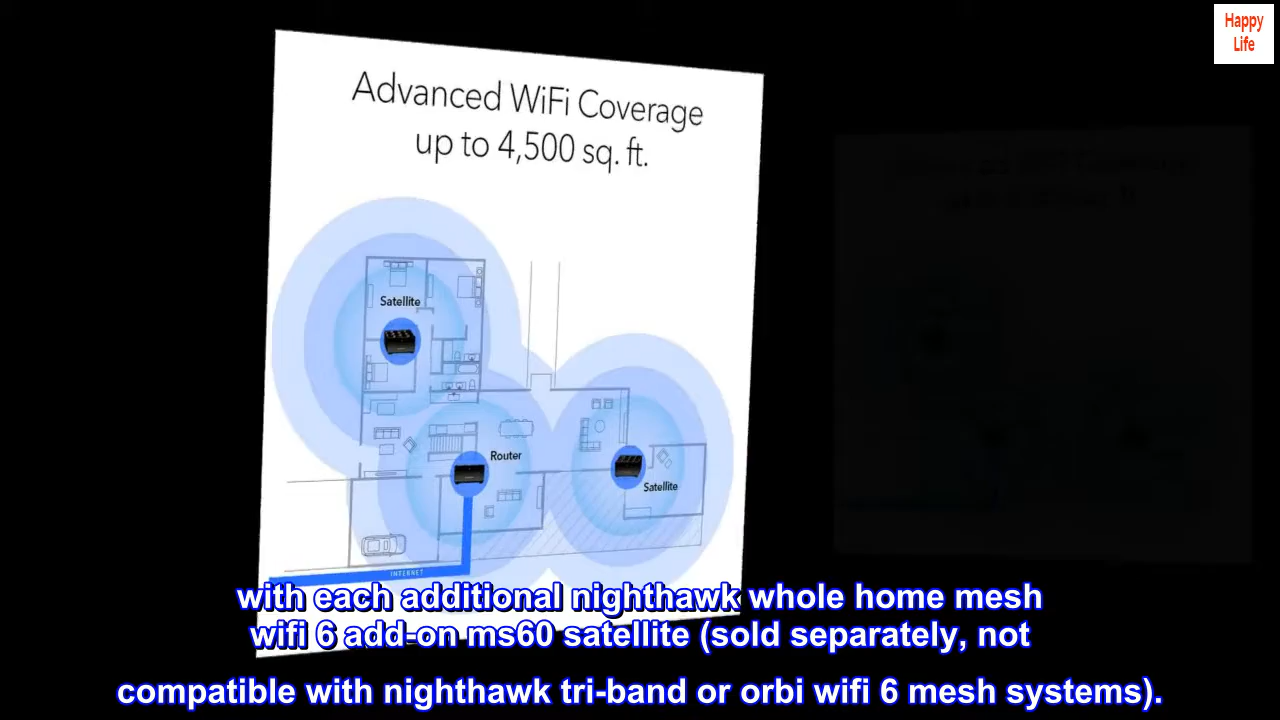 Happy
Life
Advanced WiFi Coverage
up to 4,500 sq. ft.
Satellite
Router
Satellite
INTERNET
with each additional nighthawk whole home mesh
wifi 6 add-on ms60 satellite (sold separately, not
compatible with nighthawk tri-band or orbi wifi 6 mesh systems).